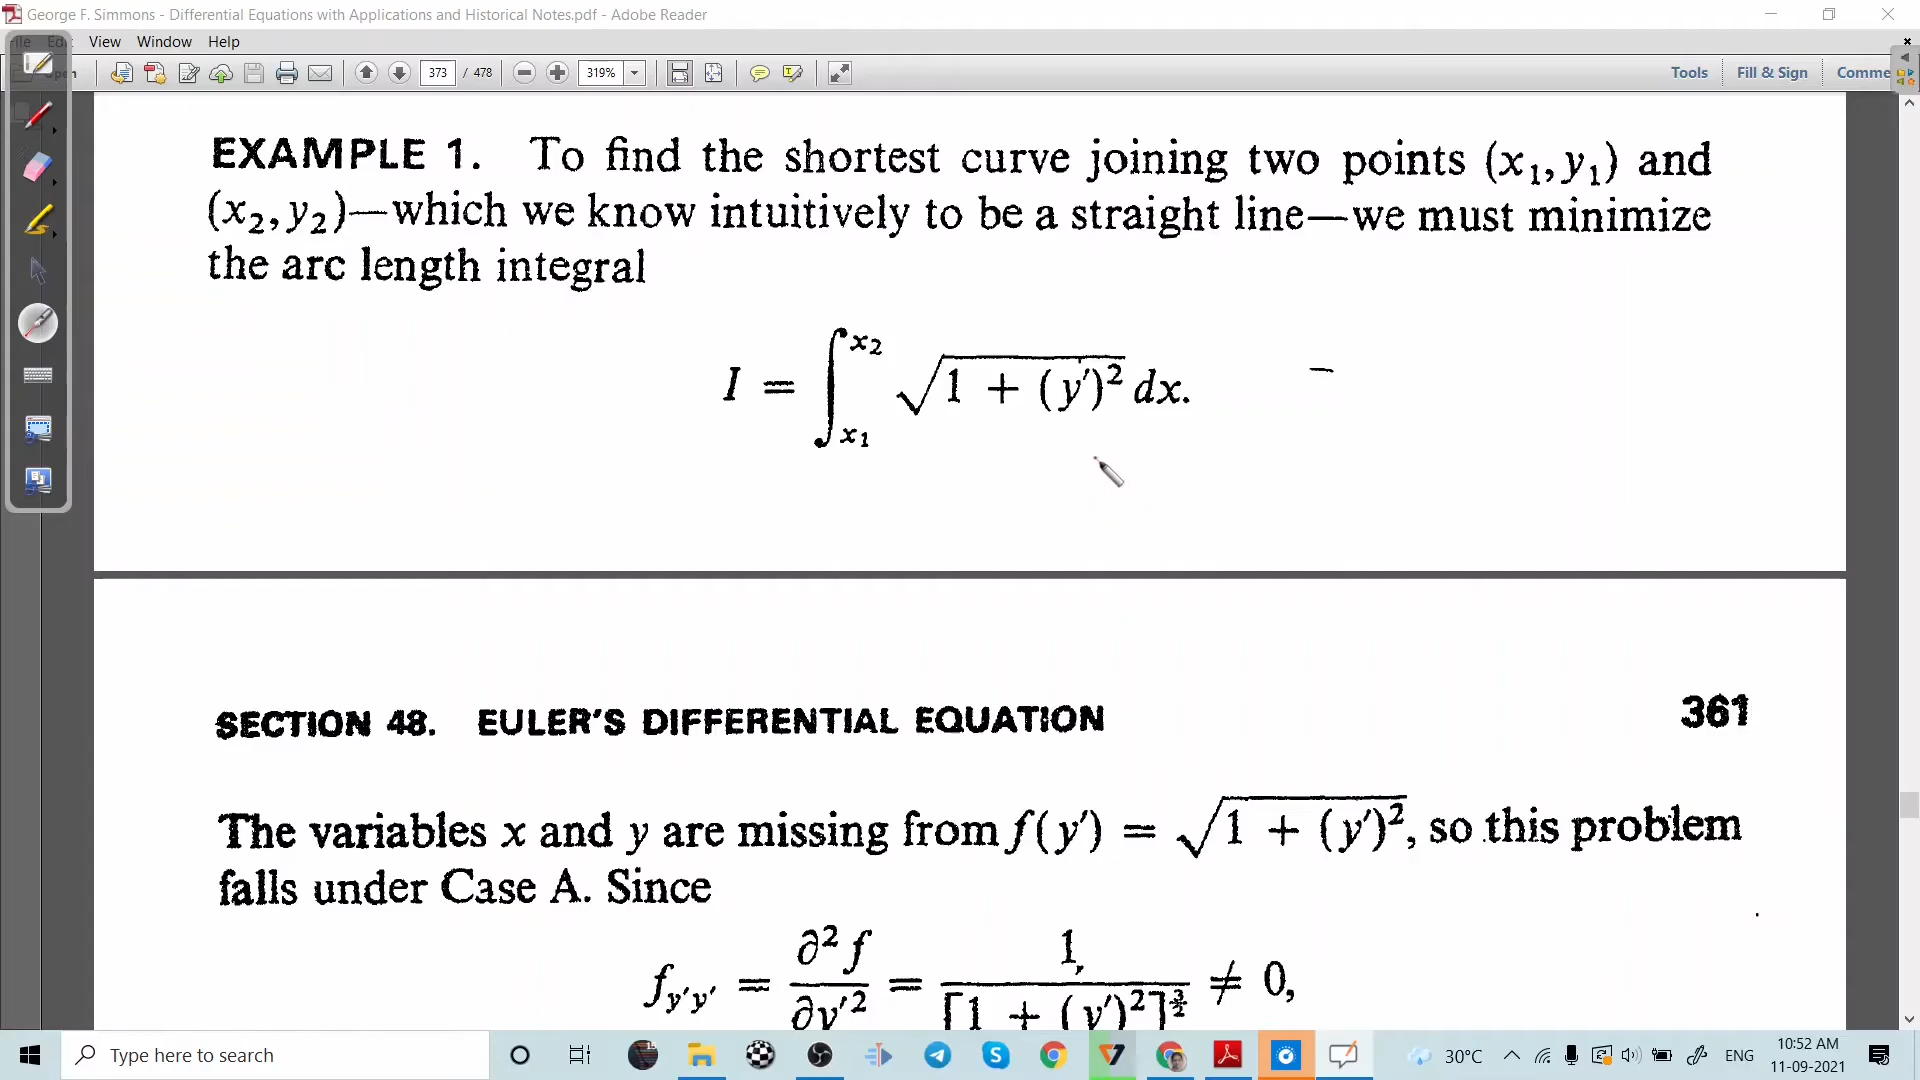 George F. Simmons - Differential Equations with Applications and Historical Notes.pdf - Adobe Reader
View Window Help
373 / 478 319% Tools Fill & Sign Comme
EXAMPLE 1. To find the shortest curve joining two points (x₁, y₁) and
(x₂, y₂)—which we know intuitively to be a straight line—we must minimize
the arc length integral
I = ∫_{x₁}^{x₂} √(1 + (y′)²) dx.
SECTION 48. EULER'S DIFFERENTIAL EQUATION 361
The variables x and y are missing from f(y′) = √(1 + (y′)²), so this problem
falls under Case A. Since
f_{y′y′} = ∂²f / ∂y′² = 1 / [1 + (y′)²]^{3/2} ≠ 0,
Type here to search
30°C ENG
10:52 AM
11-09-2021